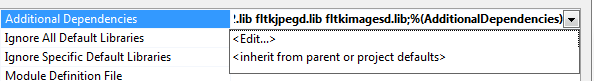 Additional Dependencies
.lib fltkjpegd.lib fltkimagesd.lib;%(AdditionalDependencies)
Ignore All Default Libraries
<Edit...>
Ignore Specific Default Libraries
<inherit from parent or project defaults>
Module Definition File